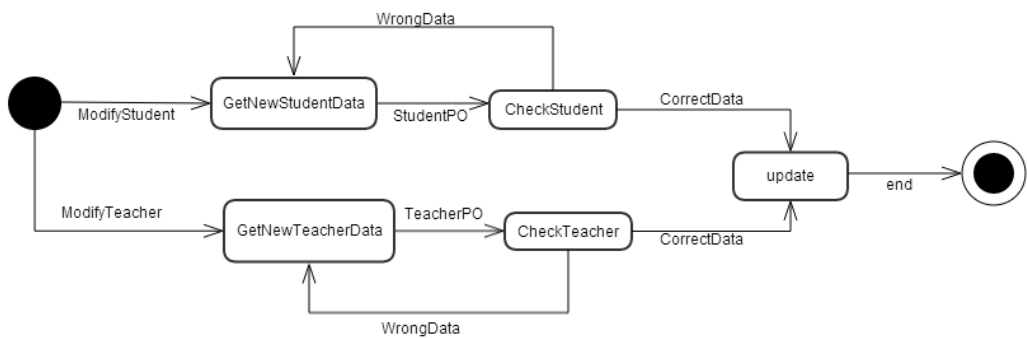 WrongData
GetNewStudentData
CheckStudent
CorrectData
ModifyStudent
StudentPO
update
end
ModifyTeacher
TeacherPO
GetNewTeacherData
CheckTeacher
CorrectData
WrongData